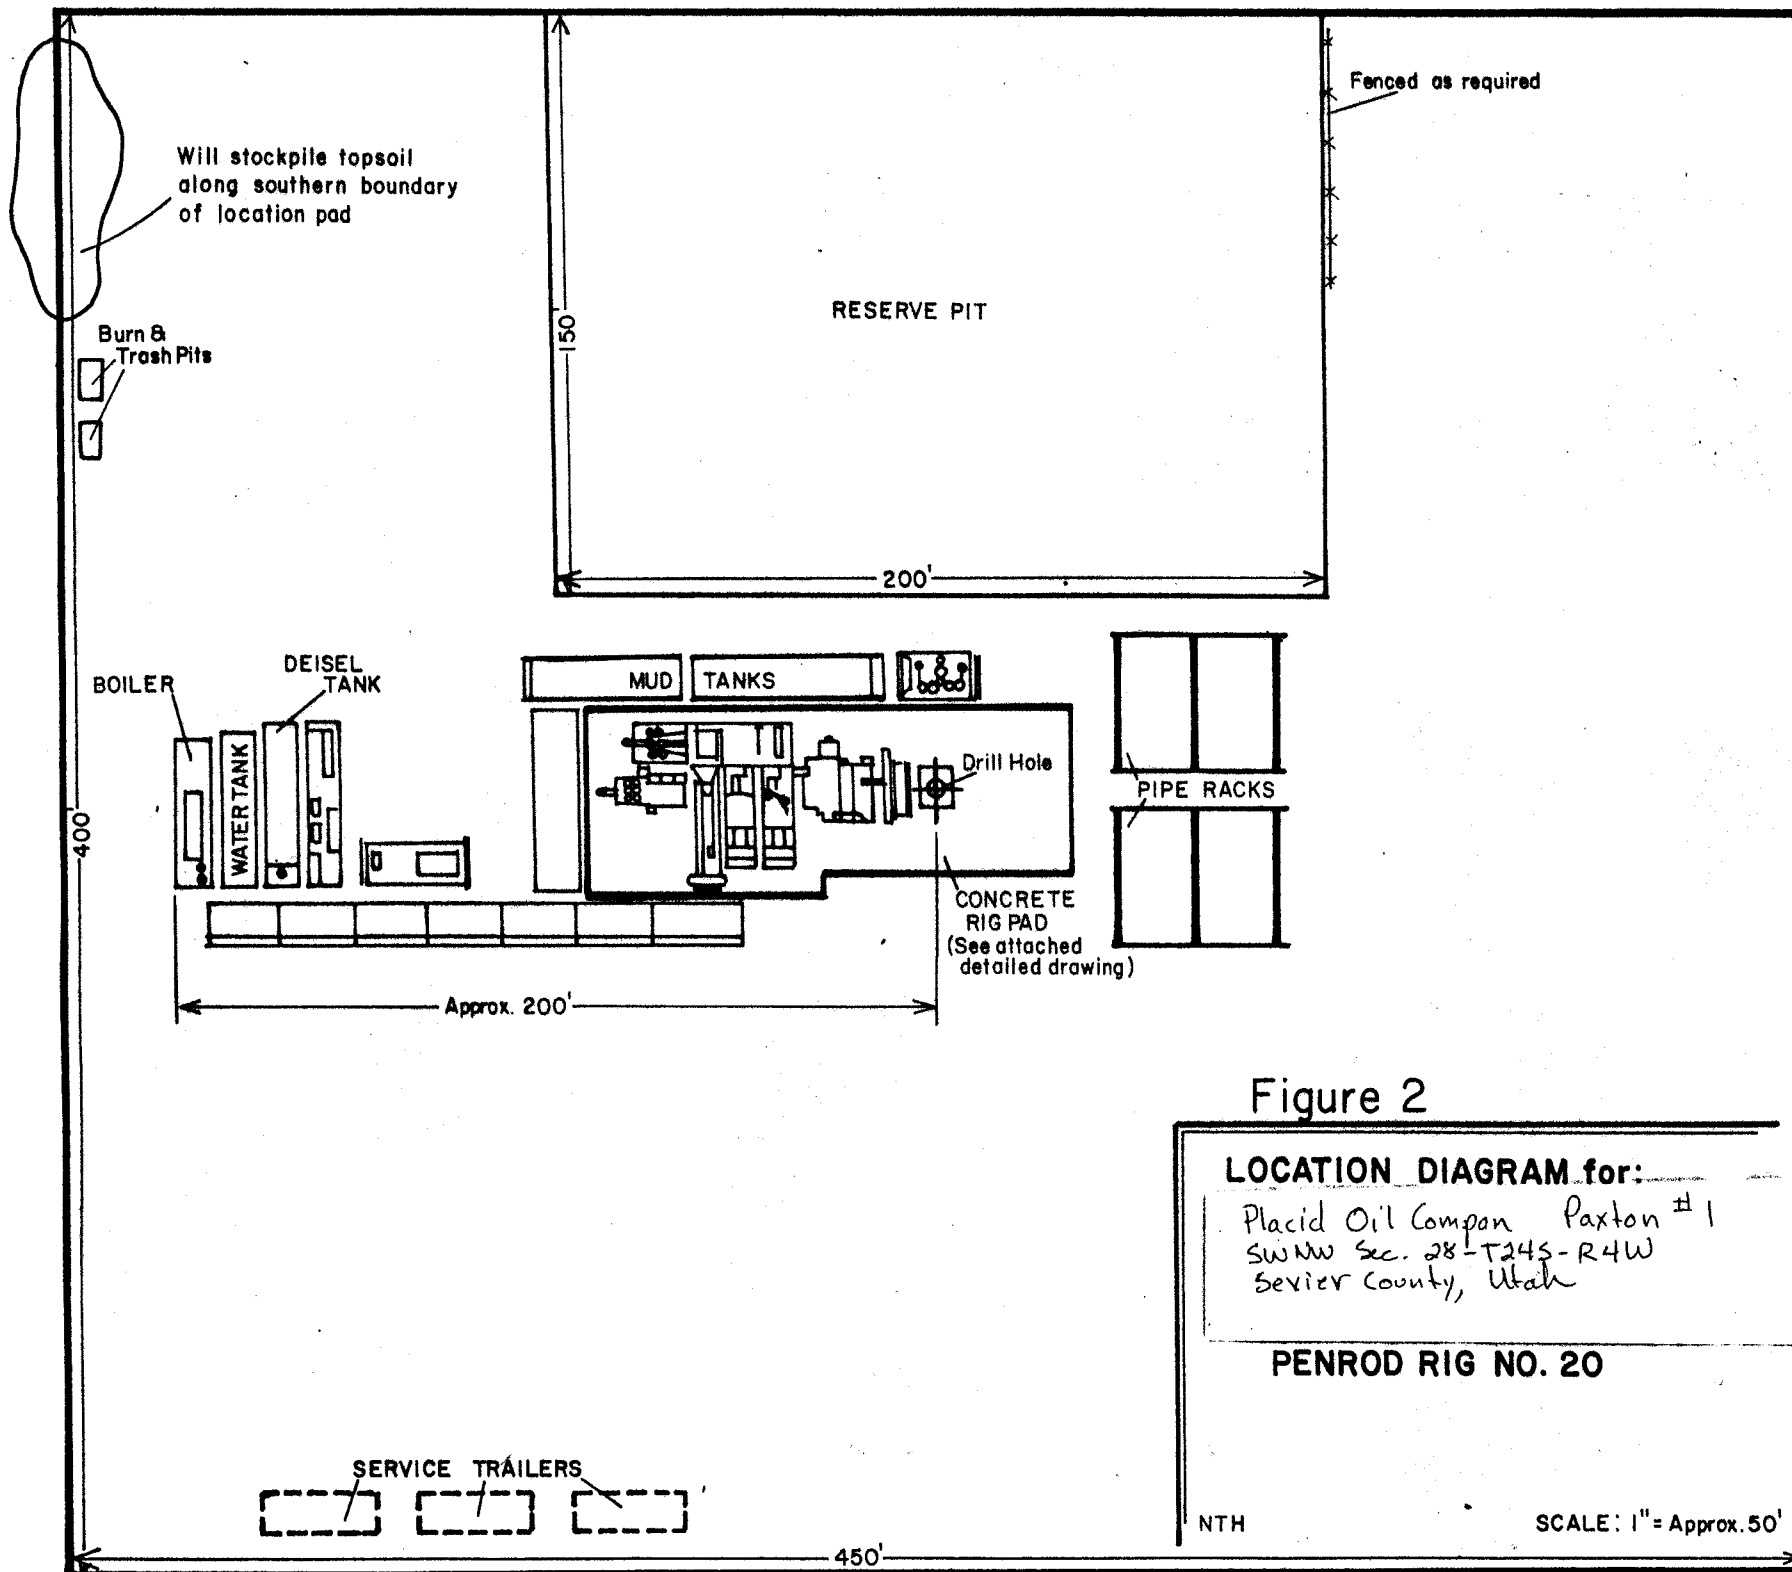 Fenced as required
Will stockpile topsoil
along southern boundary
of location pad
RESERVE PIT
150
Burn &
Trash Pits
200'
DEISEL
TANK
BOILER
MUD TANKS
WATER TANK
Drill Hole
PIPE RACKS
400'
CONCRETE
RIG PAD
(See attached
detailed drawing)
Approx. 200'
Figure 2
LOCATION DIAGRAM for:
Placid Oil Compan Paxton #1
SWNW Sec. 28-T24S-R4W
Sevier County, Utah
PENROD RIG NO. 20
SERVICE TRAILERS
NTH
SCALE: 1" = Approx. 50'
450'